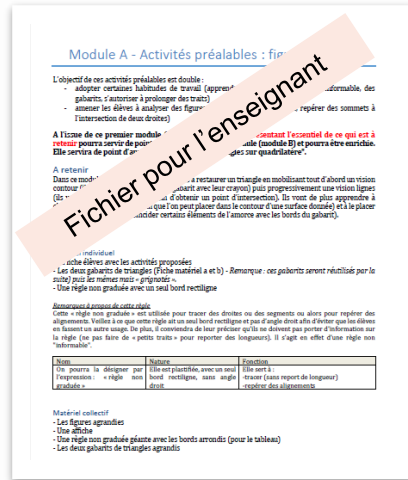 Module A - Activités préalables : fi
L'objectif de ces activités préalables est double :
- adopter certaines habitudes de travail (apprend informable, des
gabarits, s'autoriser à prolonger des traits)
- amener les élèves à analyser des figures repérer des sommets à
l'intersection de deux droites)
A l'issue de ce premier module présentant l'essentiel de ce qui est à
retenir pourra servir de point ule (module B) et pourra être enrichie.
Elle servira de point d'a gles sur quadrilatère".
A retenir
Dans ce modu à restaurer un triangle en mobilisant tout d'abord un vision
contour ( gabarit avec leur crayon) puis progressivement une vision lignes
(ils d'obtenir un point d'intersection). Ils vont de plus apprendre à
que l'on peut placer dans le contour d'une surface donnée) et à le placer
ncider certains éléments de l'amorce avec les bords du gabarit).
Fichier pour l'enseignant
individuel
fiche élèves avec les activités proposées
- Les deux gabarits de triangles (Fiche matériel a et b) - Remarque : ces gabarits seront réutilisés par la
suite) puis les mêmes mais « grignotés ».
- Une règle non graduée avec un seul bord rectiligne
Remarques à propos de cette règle
Cette « règle non graduée » est utilisée pour tracer des droites ou des segments ou alors pour repérer des
alignements. Veillez à ce que cette règle ait un seul bord rectiligne et pas d'angle droit afin d'éviter que les élèves
en fassent un autre usage. De plus, il conviendra de leur préciser qu'ils ne doivent pas porter d'information sur
la règle (ne pas faire de « petits traits » pour reporter des longueurs). Il s'agit en effet d'une règle non
"informable".
Nom Nature Fonction
On pourra la désigner par Elle est plastifiée, avec un seul Elle sert à :
l'expression : « règle non bord rectiligne, sans angle -tracer (sans report de longueur)
graduée » droit -repérer des alignements
Matériel collectif
- Les figures agrandies
- Une affiche
- Une règle non graduée géante avec les bords arrondis (pour le tableau)
- Les deux gabarits de triangles agrandis